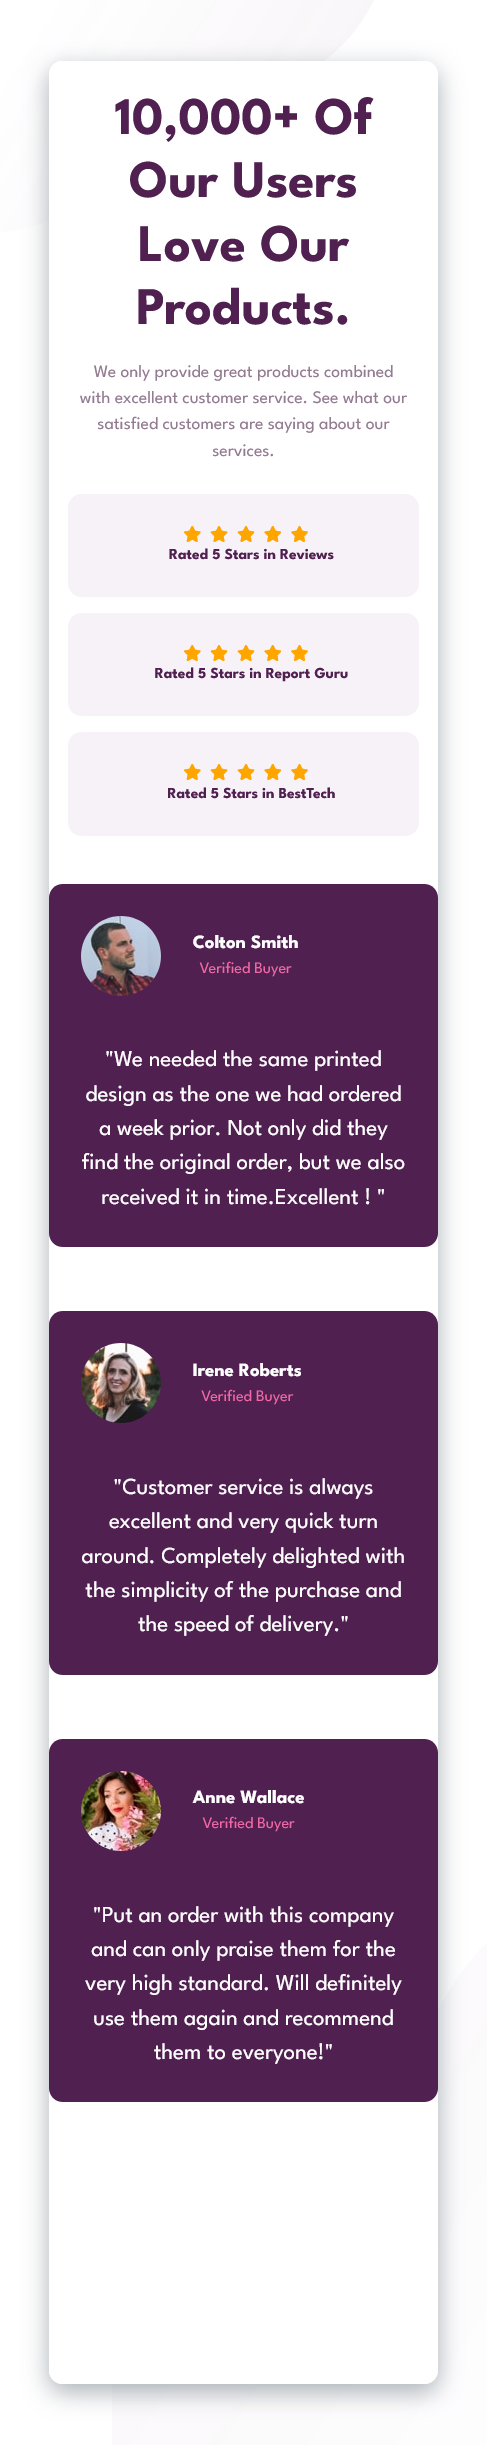 10,000+ Of
Our Users
Love Our
Products.
We only provide great products combined
with excellent customer service. See what our
satisfied customers are saying about our
services.
Rated 5 Stars in Reviews
Rated 5 Stars in Report Guru
Rated 5 Stars in BestTech
Colton Smith
Verified Buyer
"We needed the same printed
design as the one we had ordered
a week prior. Not only did they
find the original order, but we also
received it in time.Excellent ! "
Irene Roberts
Verified Buyer
"Customer service is always
excellent and very quick turn
around. Completely delighted with
the simplicity of the purchase and
the speed of delivery."
Anne Wallace
Verified Buyer
"Put an order with this company
and can only praise them for the
very high standard. Will definitely
use them again and recommend
them to everyone!"